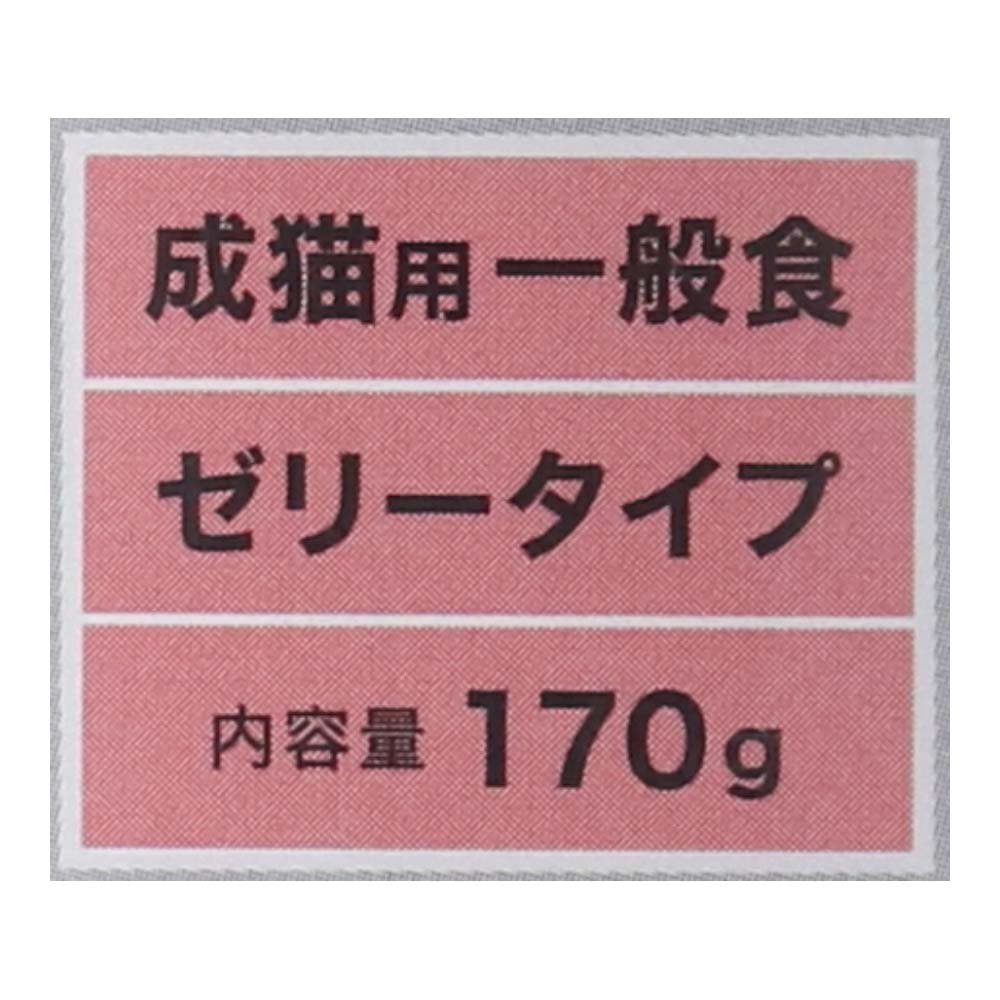 成猫用一般食
ゼリータイプ
内容量 170g